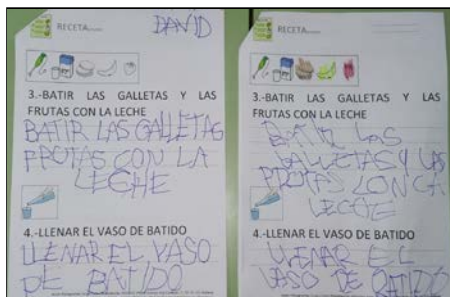 RECETA
DAVID
3.-BATIR LAS GALLETAS Y LAS
FRUTAS CON LA LECHE
BATIR LAS GALLETAS
FRUTAS CON LA
LECHE
4.-LLENAR EL VASO DE BATIDO
LLENAR EL VASO
DE BATIDO
RECETA
3.-BATIR LAS GALLETAS Y LAS
FRUTAS CON LA LECHE
BATIR LAS
GALLETAS Y LAS
FRUTAS CON LA
LECHE
4.-LLENAR EL VASO DE BATIDO
LLENAR EL
VASO DE BATIDO